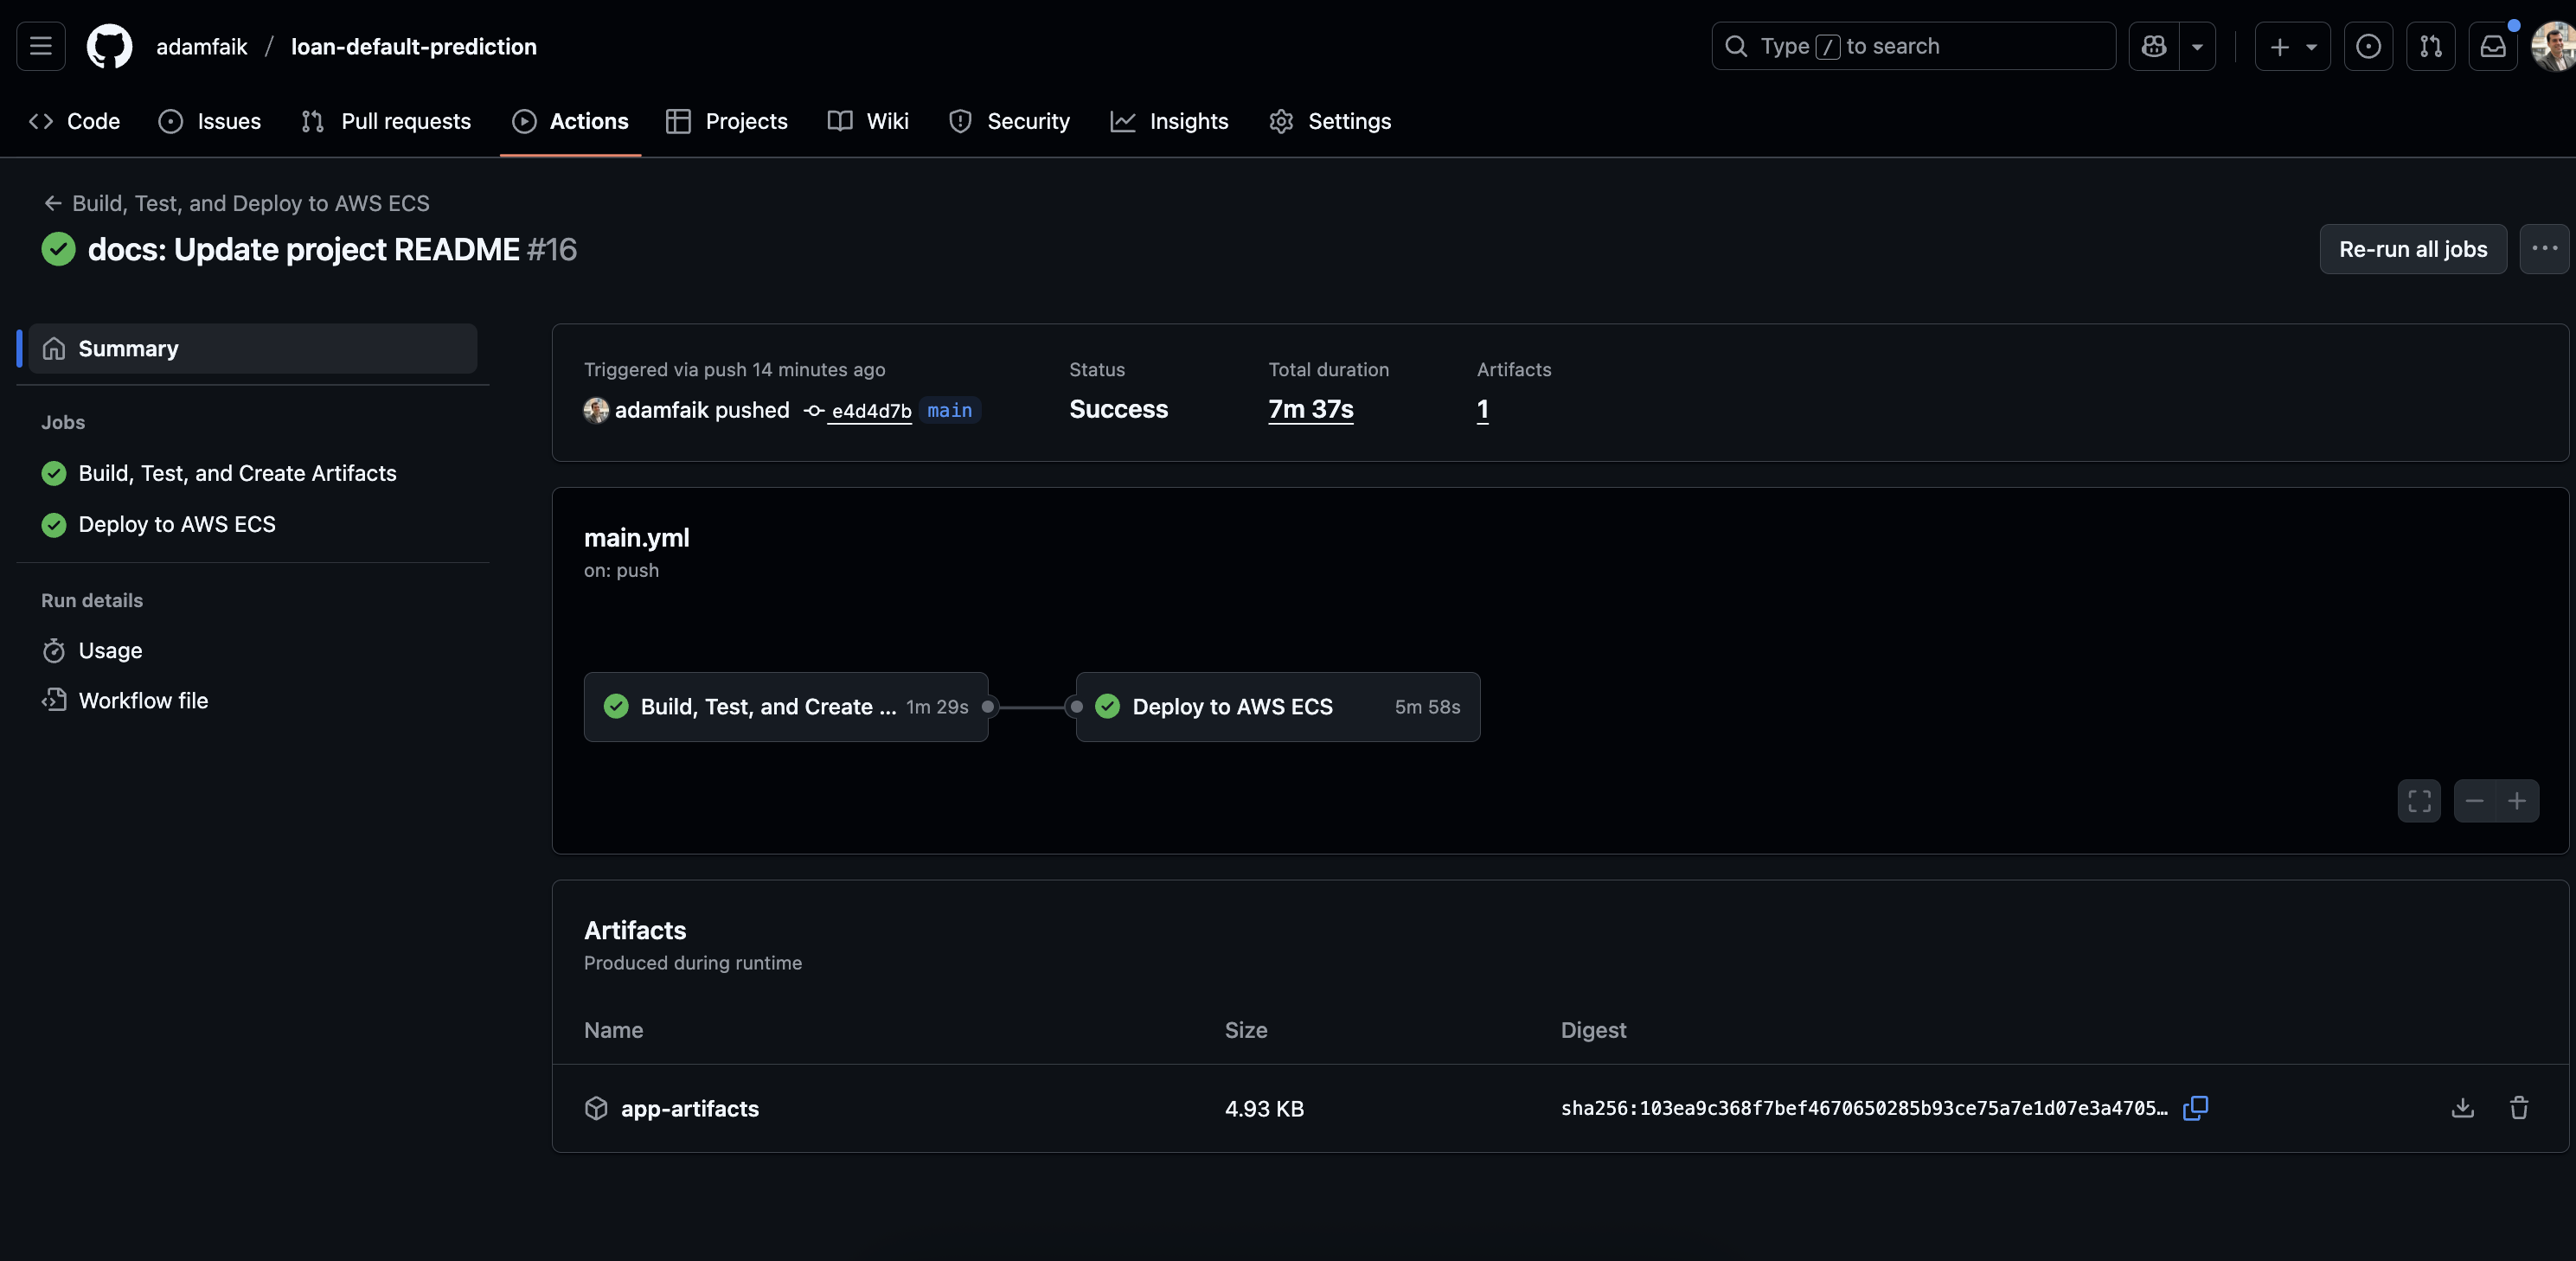 adamfaik / loan-default-prediction
Type / to search
Code Issues Pull requests Actions Projects Wiki Security Insights Settings
Build, Test, and Deploy to AWS ECS
docs: Update project README #16
Re-run all jobs
Summary
Jobs
Build, Test, and Create Artifacts
Deploy to AWS ECS
Run details
Usage
Workflow file
Triggered via push 14 minutes ago
adamfaik pushed e4d4d7b main
Status
Success
Total duration
7m 37s
Artifacts
1
main.yml
on: push
Build, Test, and Create ... 1m 29s
Deploy to AWS ECS 5m 58s
Artifacts
Produced during runtime
Name Size Digest
app-artifacts 4.93 KB sha256:103ea9c368f7bef4670650285b93ce75a7e1d07e3a4705…